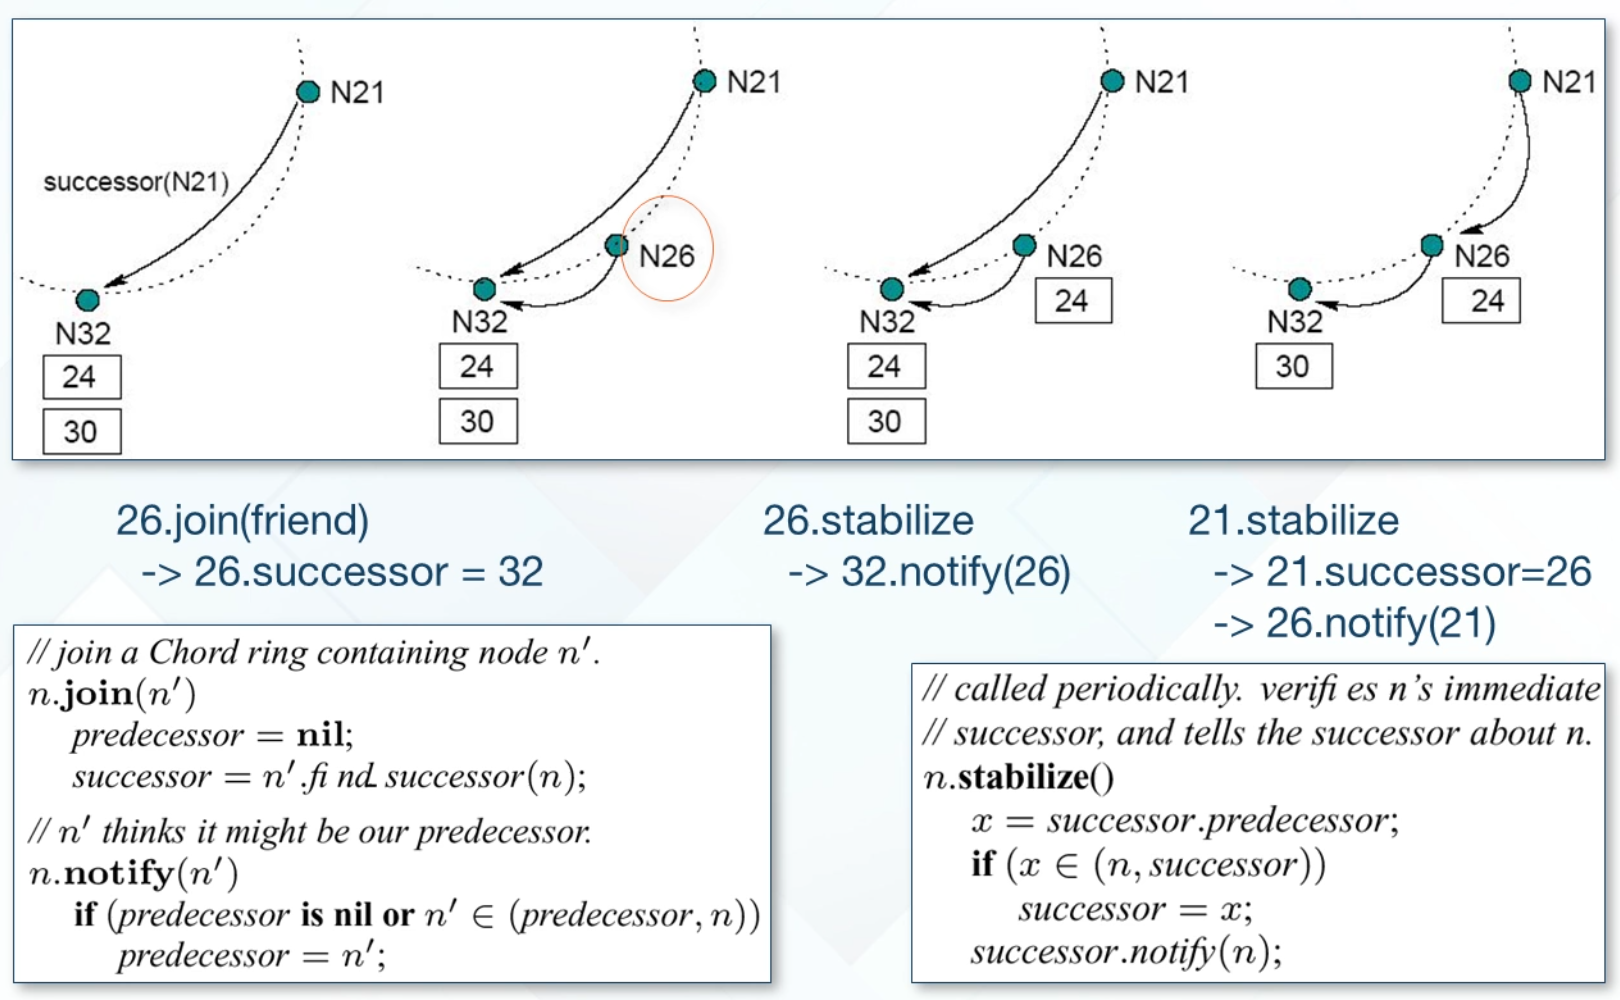 N21
successor(N21)
N32
24
30
N21
N26
N32
24
30
N21
N26
24
N32
24
30
N21
N26
24
N32
30
26.join(friend)
-> 26.successor = 32
26.stabilize
-> 32.notify(26)
21.stabilize
-> 21.successor=26
-> 26.notify(21)
// join a Chord ring containing node n′.
n.join(n′)
predecessor = nil;
successor = n′.fi nd_successor(n);
// n′ thinks it might be our predecessor.
n.notify(n′)
if (predecessor is nil or n′ ∈ (predecessor, n))
predecessor = n′;
// called periodically. verifi es n's immediate
// successor, and tells the successor about n.
n.stabilize()
x = successor.predecessor;
if (x ∈ (n, successor))
successor = x;
successor.notify(n);